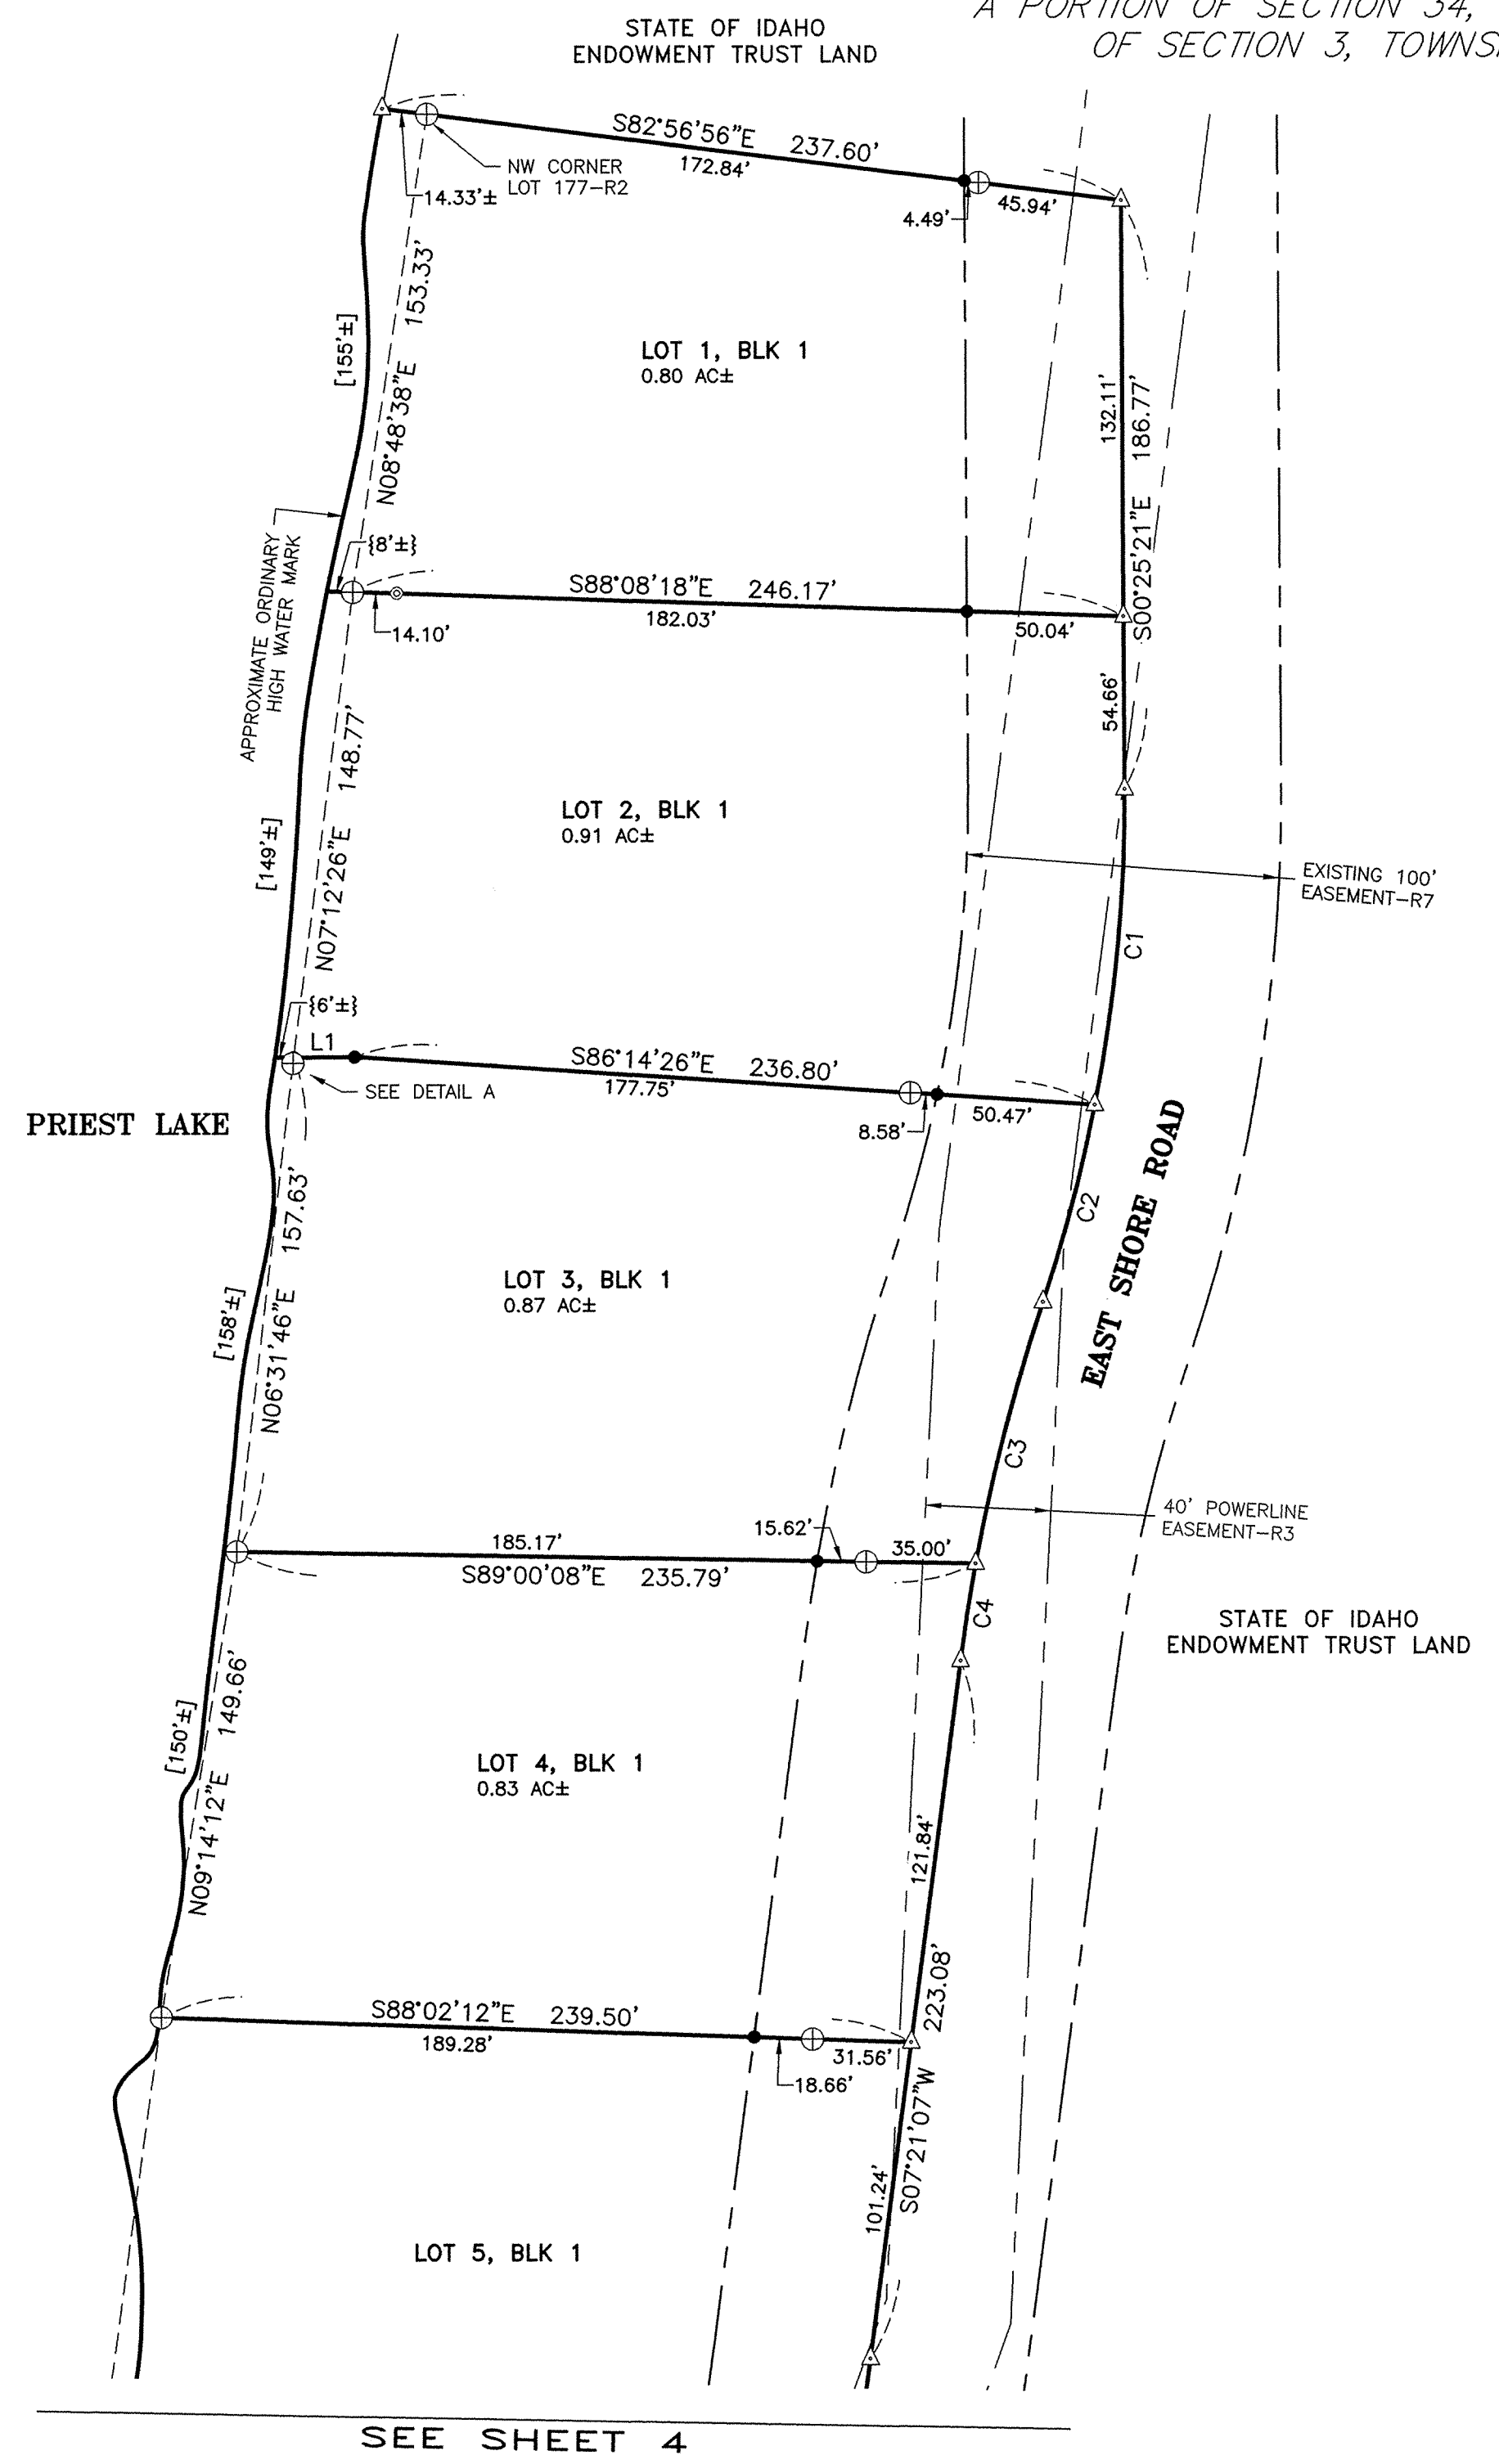 A PORTION OF SECTION 34,
OF SECTION 3,
STATE OF IDAHO
ENDOWMENT TRUST LAND
S82°56'56"E 237.60'
172.84'
NW CORNER
LOT 177-R2
14.33'±
4.49'
45.94'
N08°48'38"E 153.33'
[155'±]
LOT 1, BLK 1
0.80 AC±
132.11'
S00°25'21"E 186.77'
APPROXIMATE ORDINARY
HIGH WATER MARK
{8'±}
S88°08'18"E 246.17'
182.03'
14.10'
50.04'
54.66'
N07°12'26"E 148.77'
[149'±]
LOT 2, BLK 1
0.91 AC±
EXISTING 100'
EASEMENT-R7
C1
{6'±}
L1
S86°14'26"E 236.80'
177.75'
SEE DETAIL A
8.58'
50.47'
PRIEST LAKE
EAST SHORE ROAD
C2
N06°31'46"E 157.63'
[158'±]
LOT 3, BLK 1
0.87 AC±
C3
40' POWERLINE
EASEMENT-R3
185.17'
15.62'
35.00'
S89°00'08"E 235.79'
C4
STATE OF IDAHO
ENDOWMENT TRUST LAND
N09°14'12"E 149.66'
[150'±]
LOT 4, BLK 1
0.83 AC±
121.84'
S88°02'12"E 239.50'
189.28'
31.56'
18.66'
S07°21'07"W 223.08'
101.24'
LOT 5, BLK 1
SEE SHEET 4